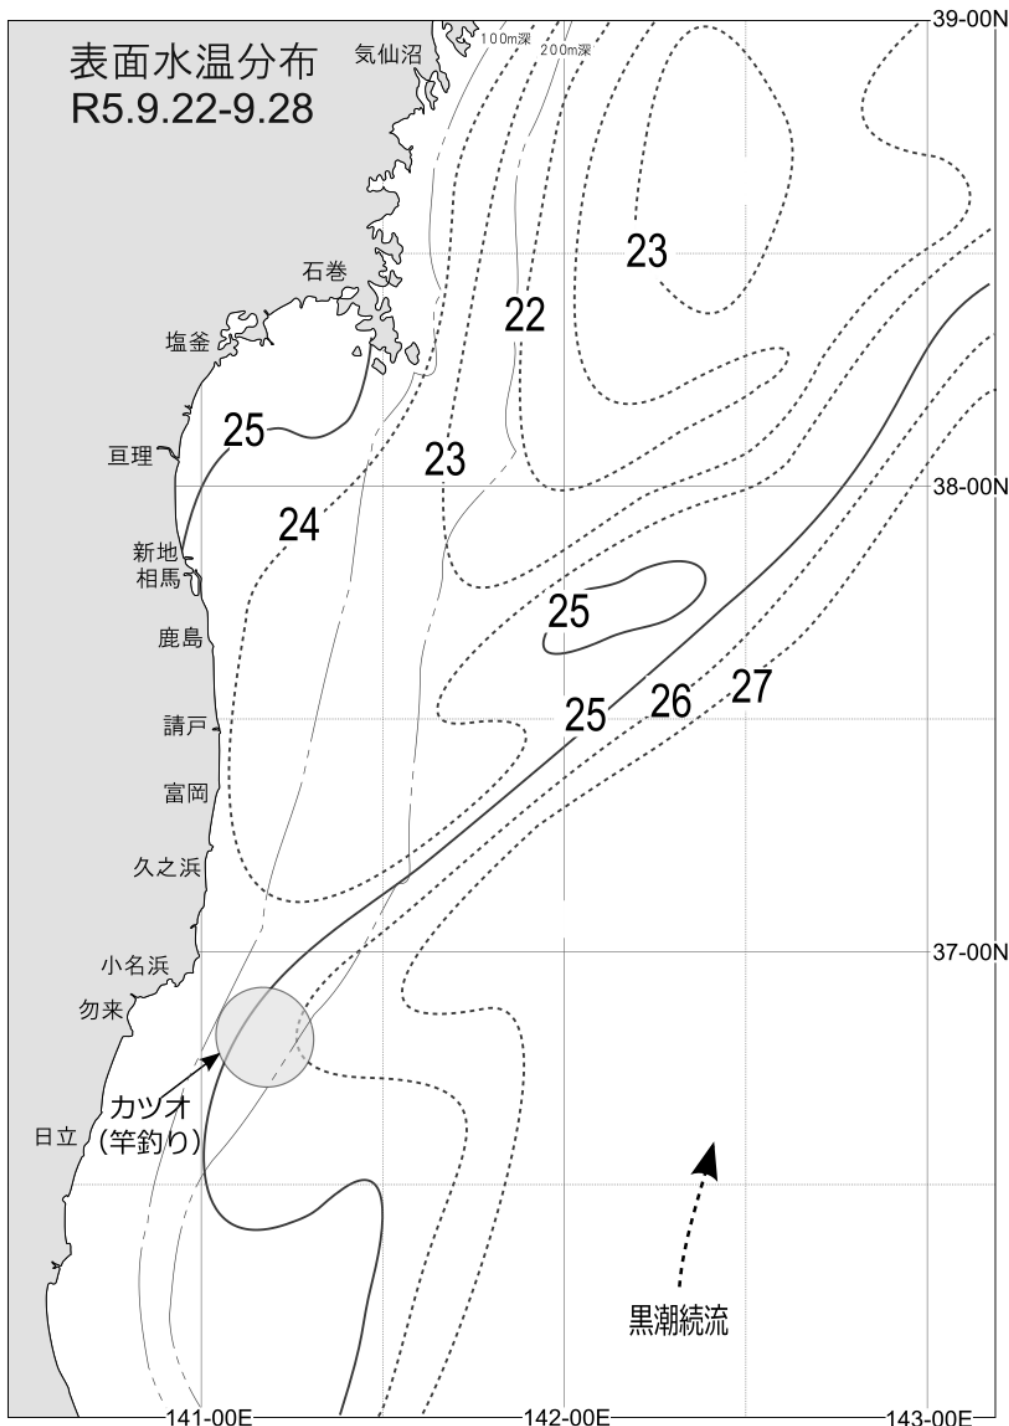 39-00N
100m深
200m深
表面水温分布
気仙沼
R5.9.22-9.28
23
石巻
22
塩釜
25
亘理
23
38-00N
24
新地
相馬
25
鹿島
27
26
25
請戸
富岡
久之浜
37-00N
小名浜
勿来
カツオ
(竿釣り)
日立
黒潮続流
141-00E
142-00E
143-00E